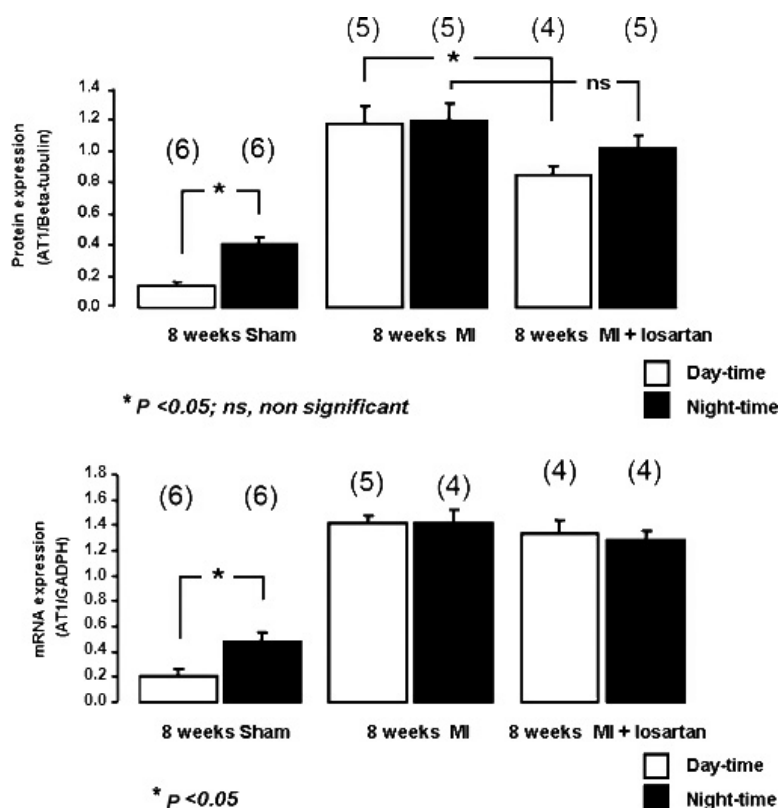 (5) (5) (4) (5)
*
ns
(6) (6)
*
Protein expression
(AT1/Beta-tubulin)
1.4
1.2
1.0
0.8
0.6
0.4
0.2
0.0
8 weeks Sham 8 weeks MI 8 weeks MI + losartan
Day-time
Night-time
* P <0.05; ns, non significant
mRNA expression
(AT1/GADPH)
1.8
1.6
1.4
1.2
1.0
0.8
0.6
0.4
0.2
0.0
(6) (6) (5) (4) (4) (4)
*
8 weeks Sham 8 weeks MI 8 weeks MI + losartan
Day-time
Night-time
* P <0.05